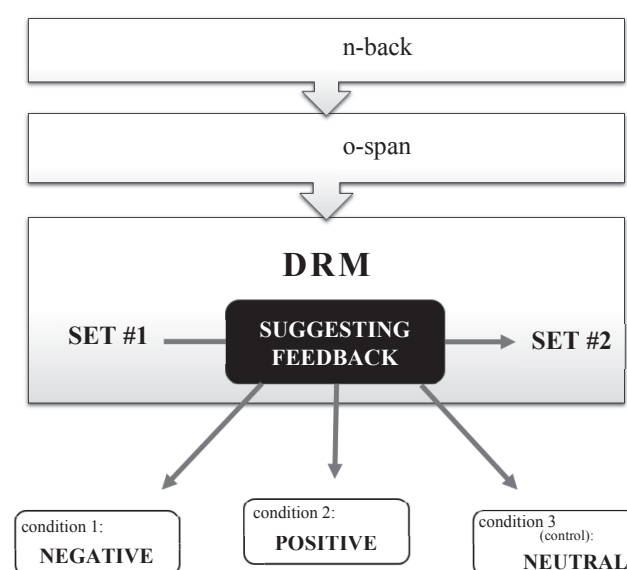 n-back
o-span
DRM
SET #1
SUGGESTING
FEEDBACK
SET #2
condition 1:
NEGATIVE
condition 2:
POSITIVE
condition 3
(control):
NEUTRAL